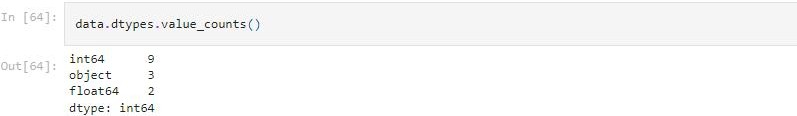 In [64]: data.dtypes.value_counts()
Out[64]: int64 9
object 3
float64 2
dtype: int64